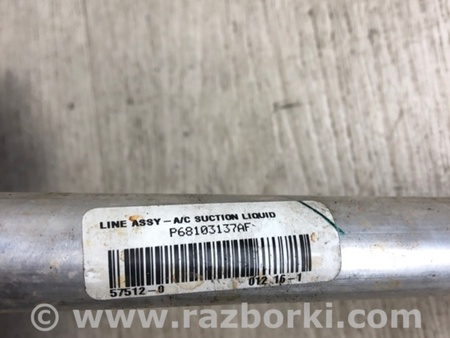 LINE ASSY-A/C SUCTION LIQUID
P68103137AF
57512-0 012 16-1
© www.razborki.com